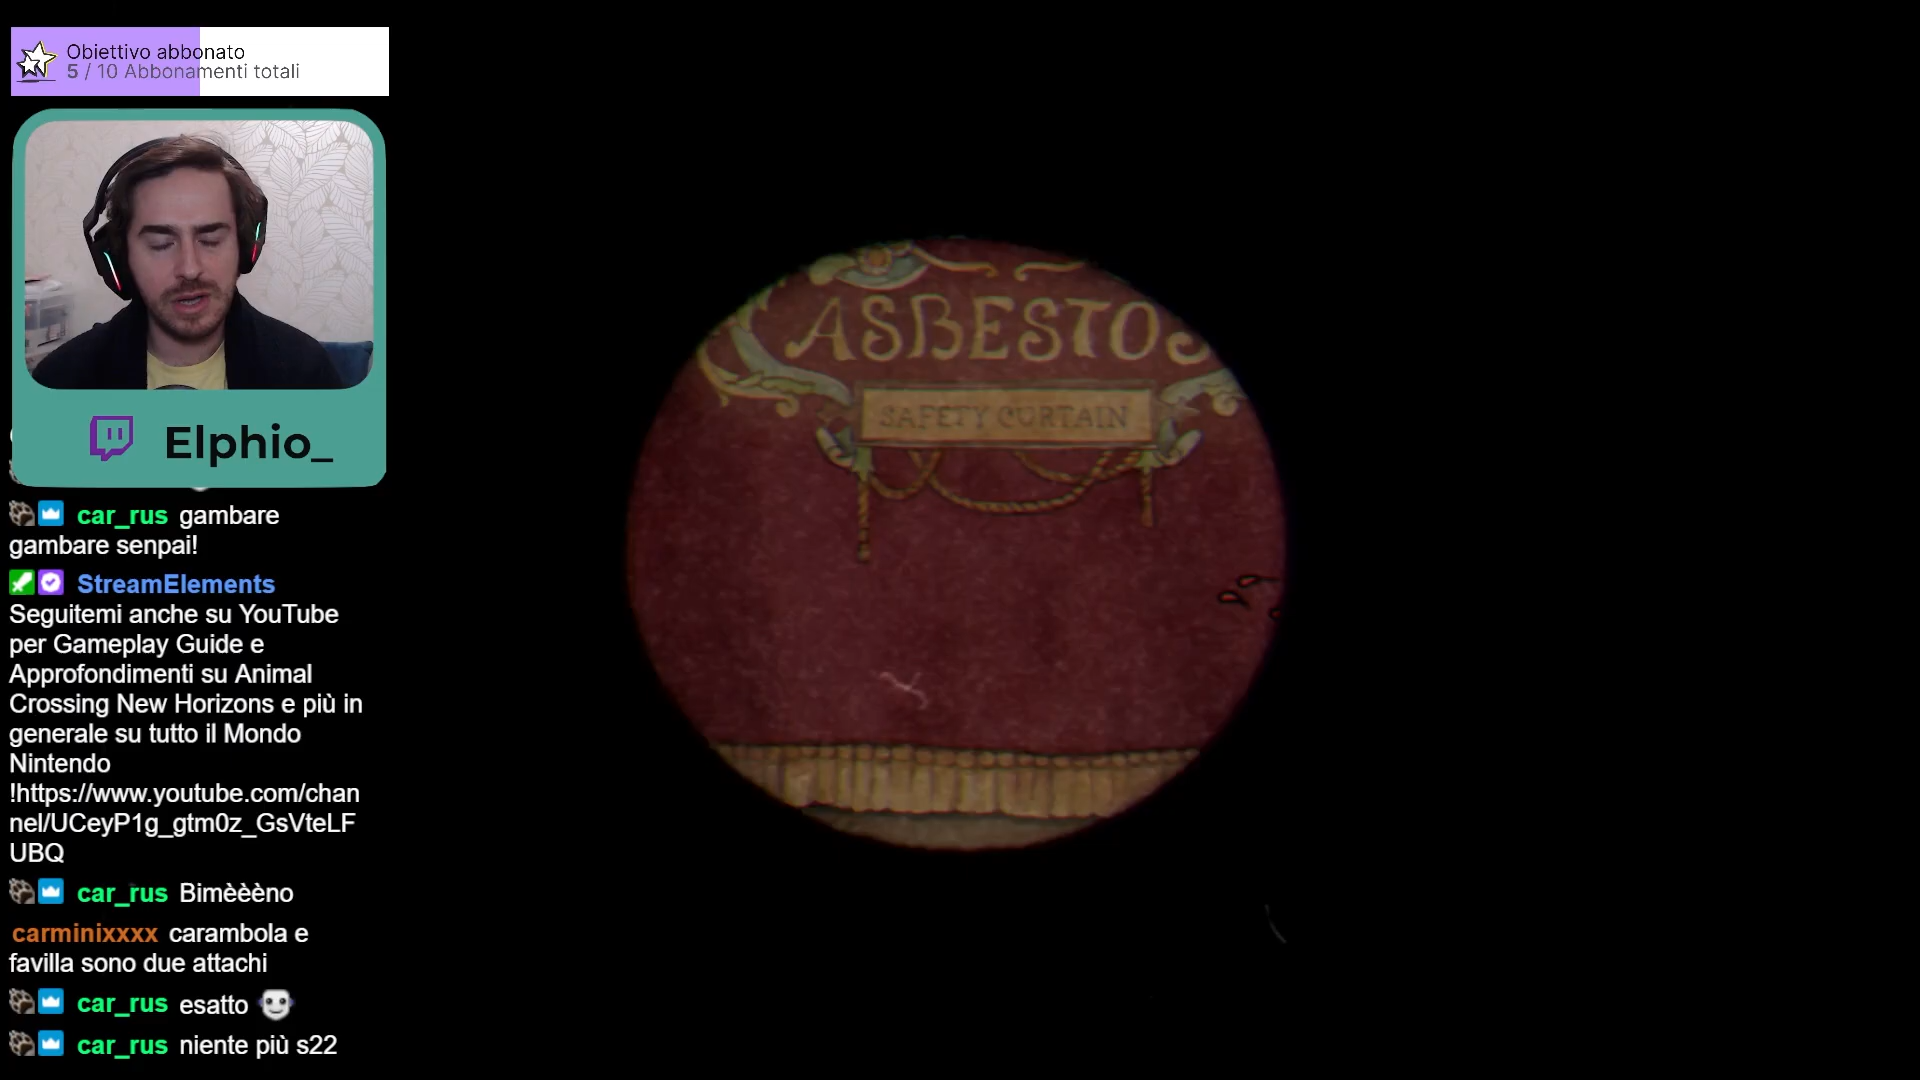 Obiettivo abbonato
5 / 10 Abbonamenti totali
Elphio_
ASBESTOS
SAFETY CURTAIN
car_rus gambare
gambare senpai!
StreamElements
Seguitemi anche su YouTube
per Gameplay Guide e
Approfondimenti su Animal
Crossing New Horizons e più in
generale su tutto il Mondo
Nintendo
!https://www.youtube.com/chan
nel/UCeyP1g_gtm0z_GsVteLF
UBQ
car_rus Bimèèèno
carminixxxx carambola e
favilla sono due attachi
car_rus esatto
car_rus niente più s22